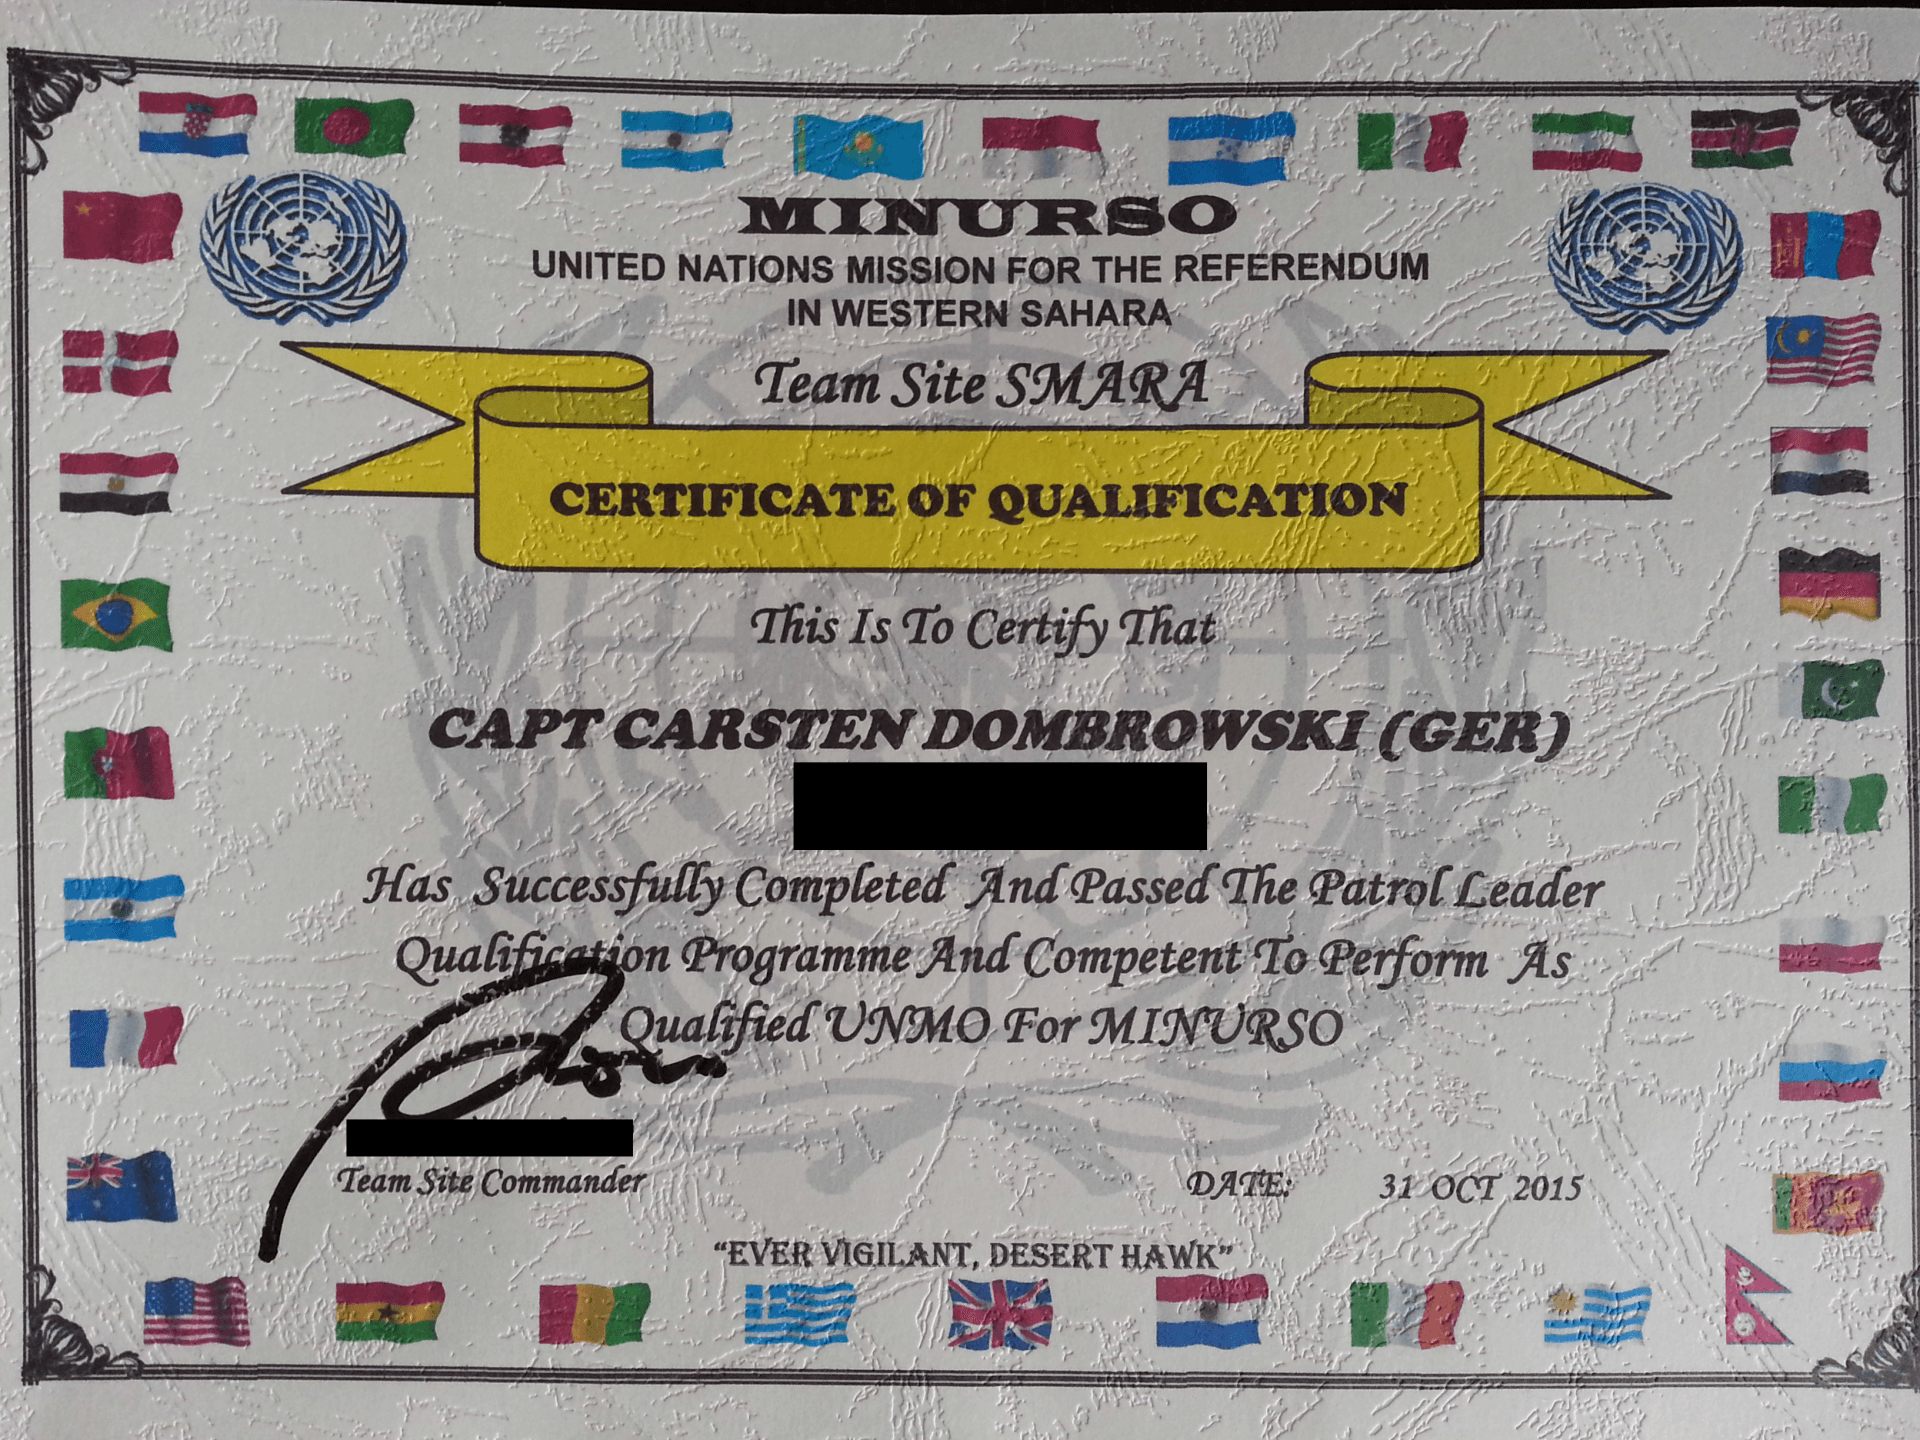 MINURSO
UNITED NATIONS MISSION FOR THE REFERENDUM
IN WESTERN SAHARA
Team Site SMARA
CERTIFICATE OF QUALIFICATION
This Is To Certify That
CAPT CARSTEN DOMBROWSKI (GER)
Has Successfully Completed And Passed The Patrol Leader
Qualification Programme And Competent To Perform As
Qualified UNMO For MINURSO
Team Site Commander
DATE: 31 OCT 2015
"EVER VIGILANT, DESERT HAWK"